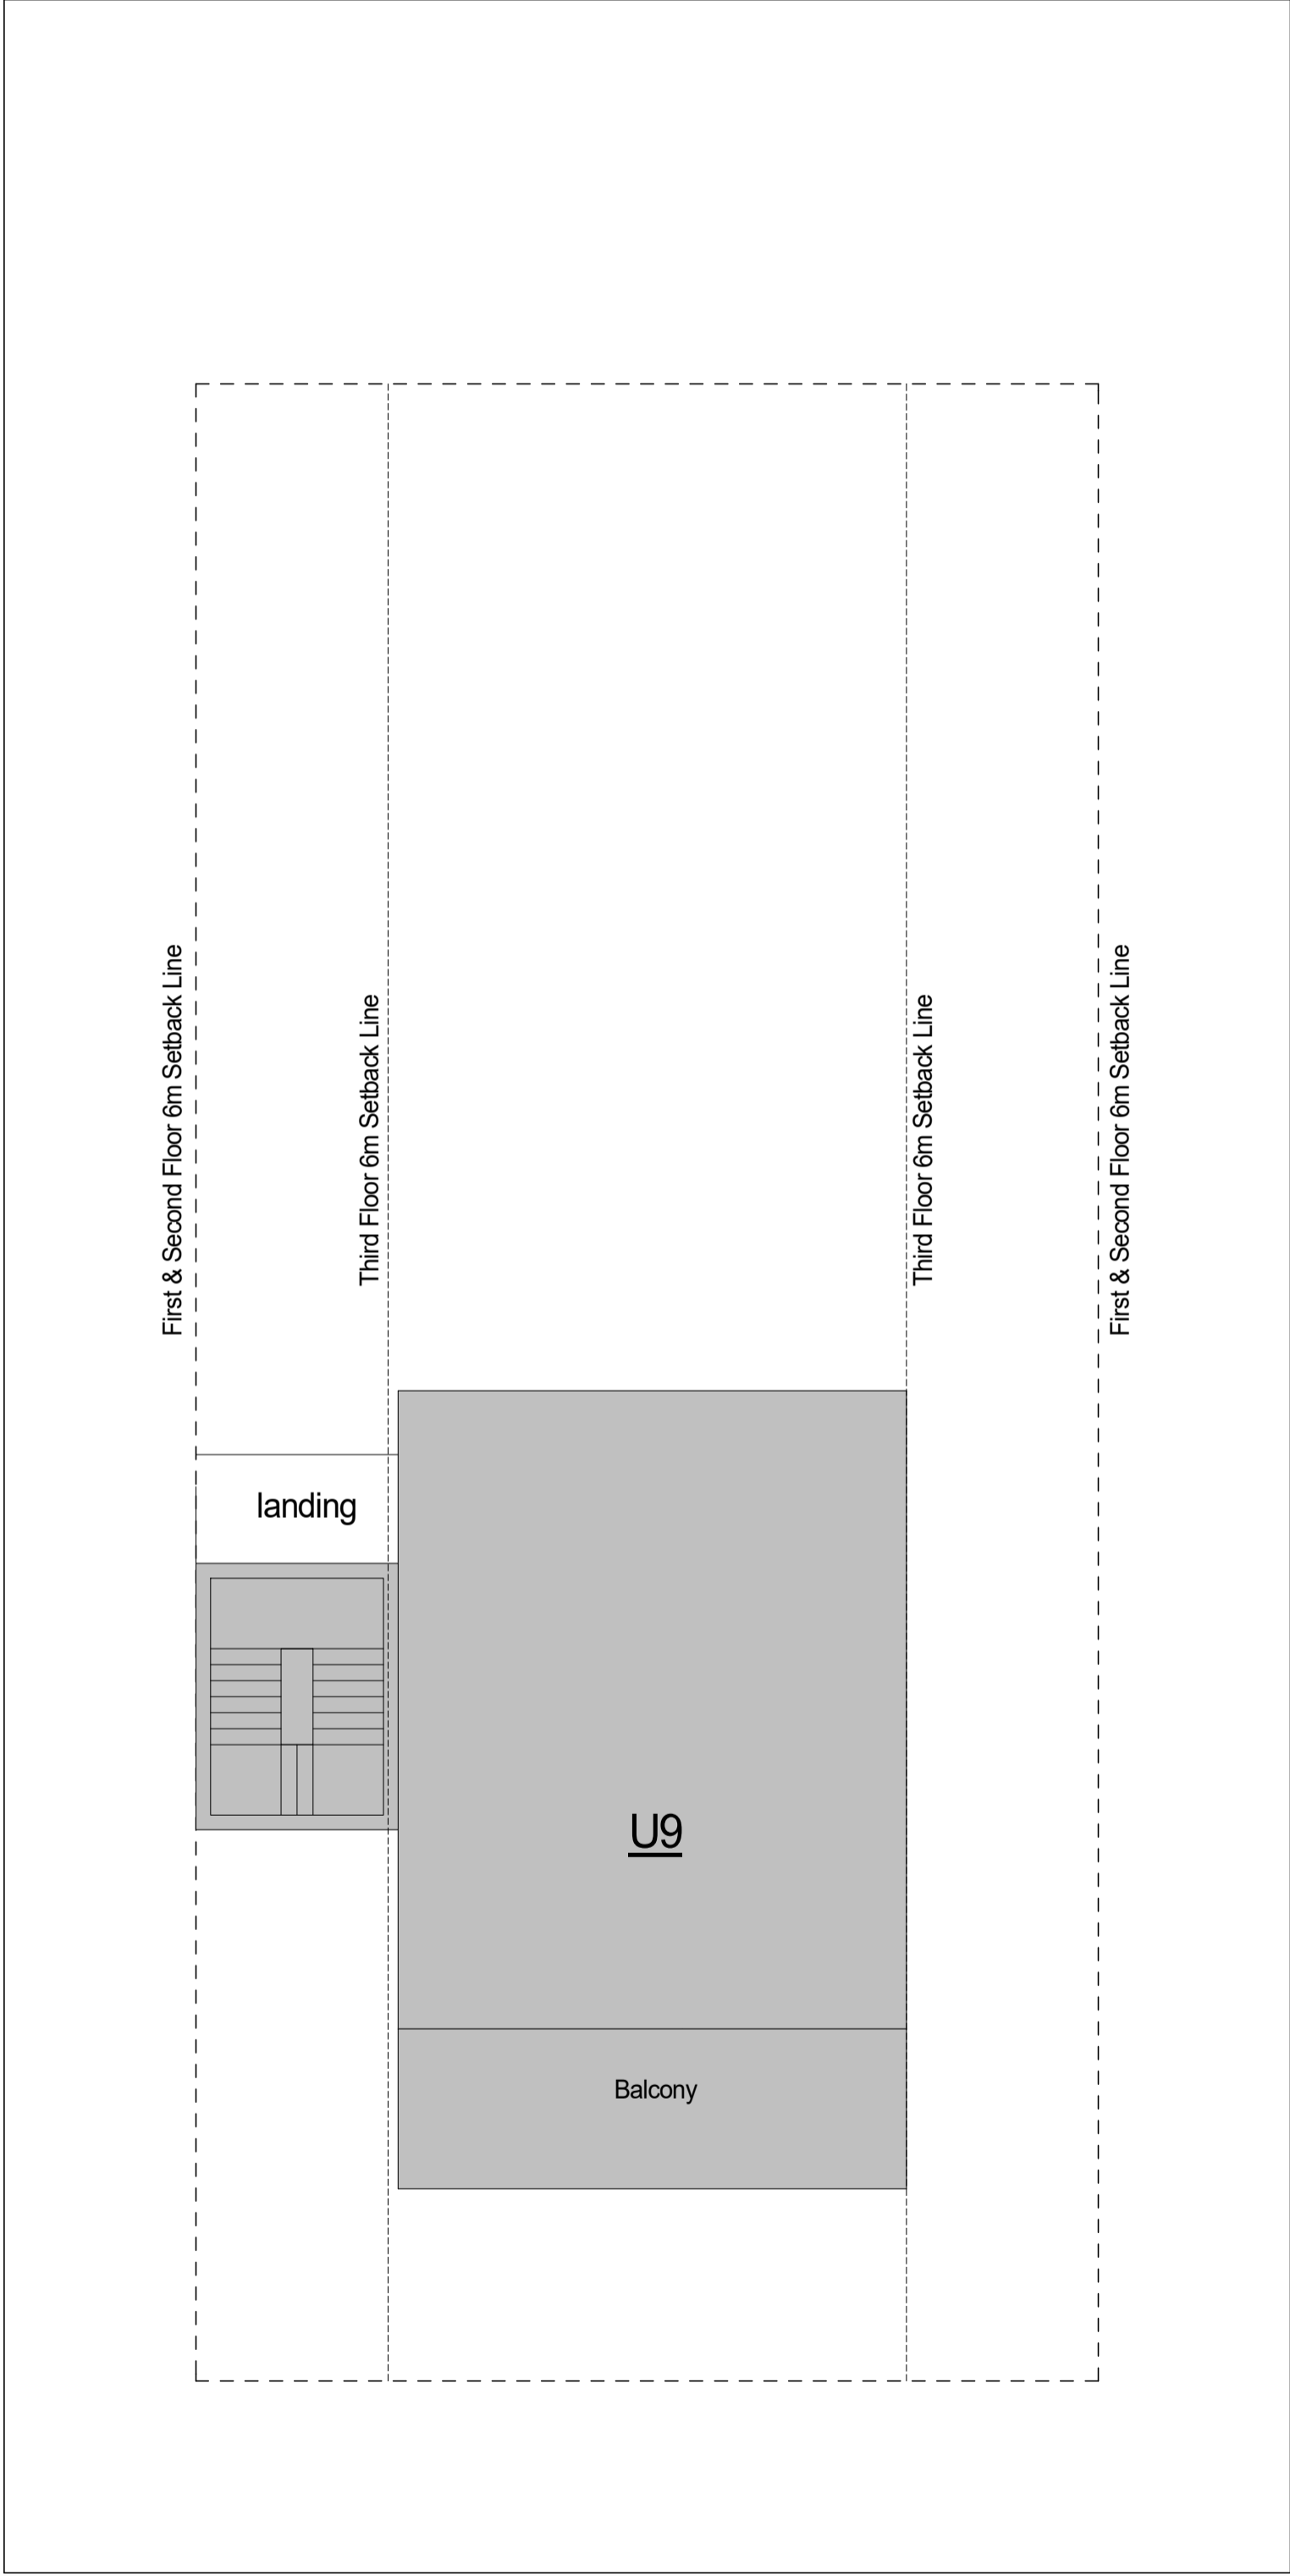 First & Second Floor 6m Setback Line
Third Floor 6m Setback Line
Third Floor 6m Setback Line
First & Second Floor 6m Setback Line
landing
U9
Balcony